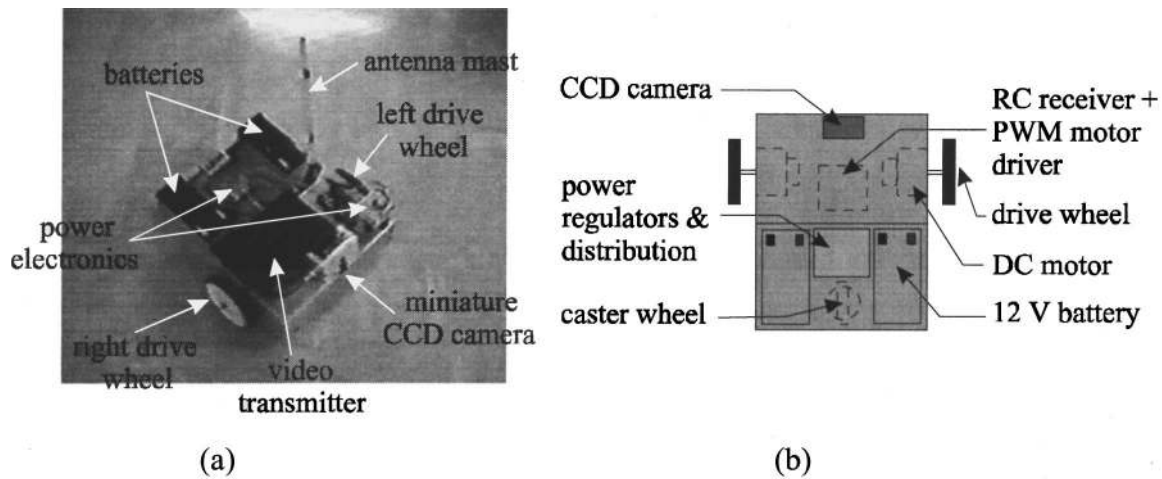 batteries
antenna mast
left drive
wheel
power
electronics
miniature
CCD camera
right drive
wheel
video
transmitter
(a)
CCD camera
RC receiver +
PWM motor
driver
power
regulators &
distribution
drive wheel
DC motor
caster wheel
12 V battery
(b)